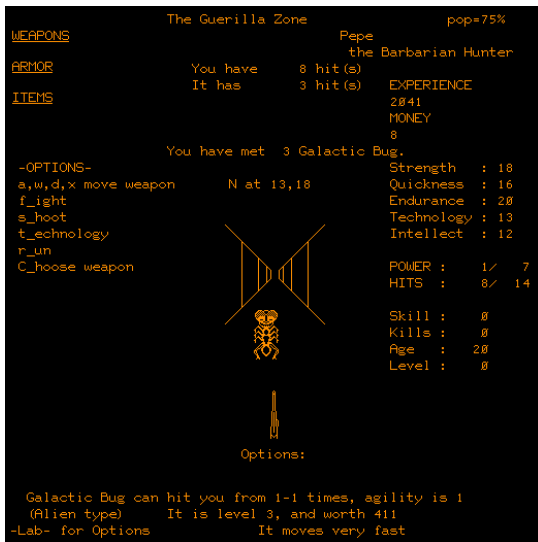 The Guerilla Zone pop=75%
WEAPONS Pepe
the Barbarian Hunter
ARMOR You have 8 hit(s)
It has 3 hit(s) EXPERIENCE
ITEMS 2041
MONEY
8
You have met 3 Galactic Bug.
-OPTIONS- Strength : 18
a,w,d,x move weapon N at 13,18 Quickness : 16
f_ight Endurance : 20
s_hoot Technology : 13
t_echnology Intellect : 12
r_un
C_hoose weapon POWER : 1/ 7
HITS : 8/ 14
Skill : 0
Kills : 0
Age : 20
Level : 0
Options:
Galactic Bug can hit you from 1-1 times, agility is 1
(Alien type) It is level 3, and worth 411
-Lab- for Options It moves very fast